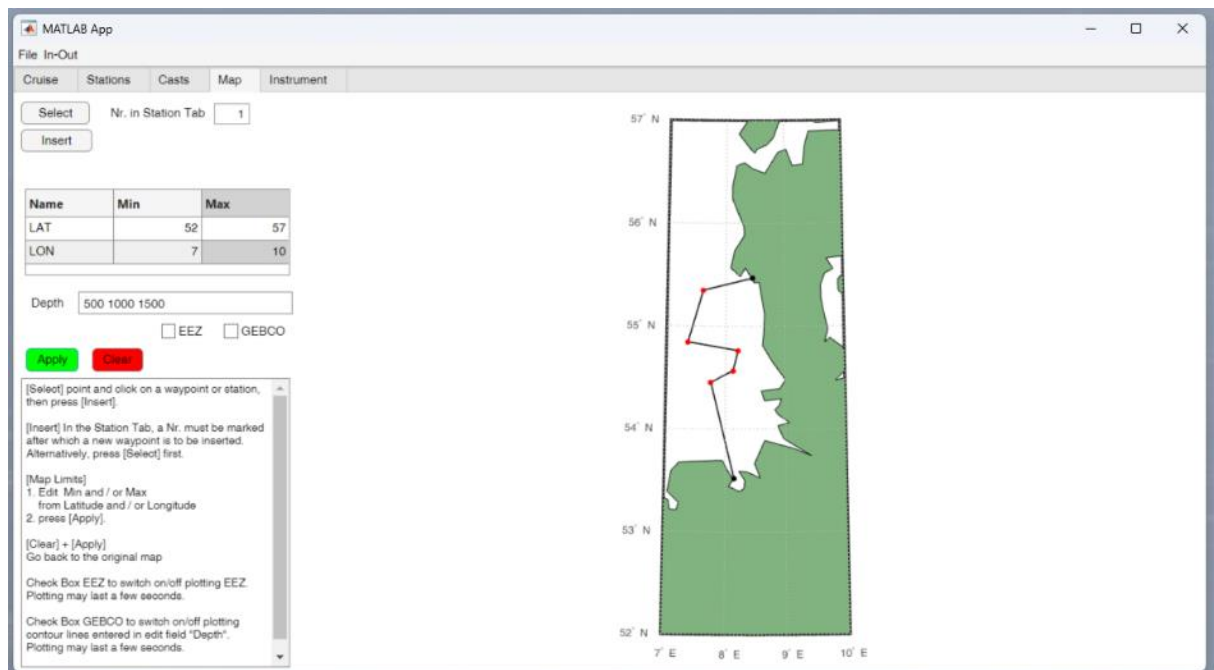 MATLAB App
File In-Out
Cruise Stations Casts Map Instrument
Select Nr. in Station Tab 1
Insert
Name Min Max
LAT 52 57
LON 7 10
Depth 500 1000 1500
EEZ GEBCO
Apply Clear
[Select] point and click on a waypoint or station,
then press [Insert].
[Insert] In the Station Tab, a Nr. must be marked
after which a new waypoint is to be inserted.
Alternatively, press [Select] first.
[Map Limits]
1. Edit Min and / or Max
from Latitude and / or Longitude
2. press [Apply].
[Clear] + [Apply]
Go back to the original map
Check Box EEZ to switch on/off plotting EEZ.
Plotting may last a few seconds.
Check Box GEBCO to switch on/off plotting
contour lines entered in edit field "Depth".
Plotting may last a few seconds.
57° N
56° N
55° N
54° N
53° N
52° N
7° E 8° E 9° E 10° E